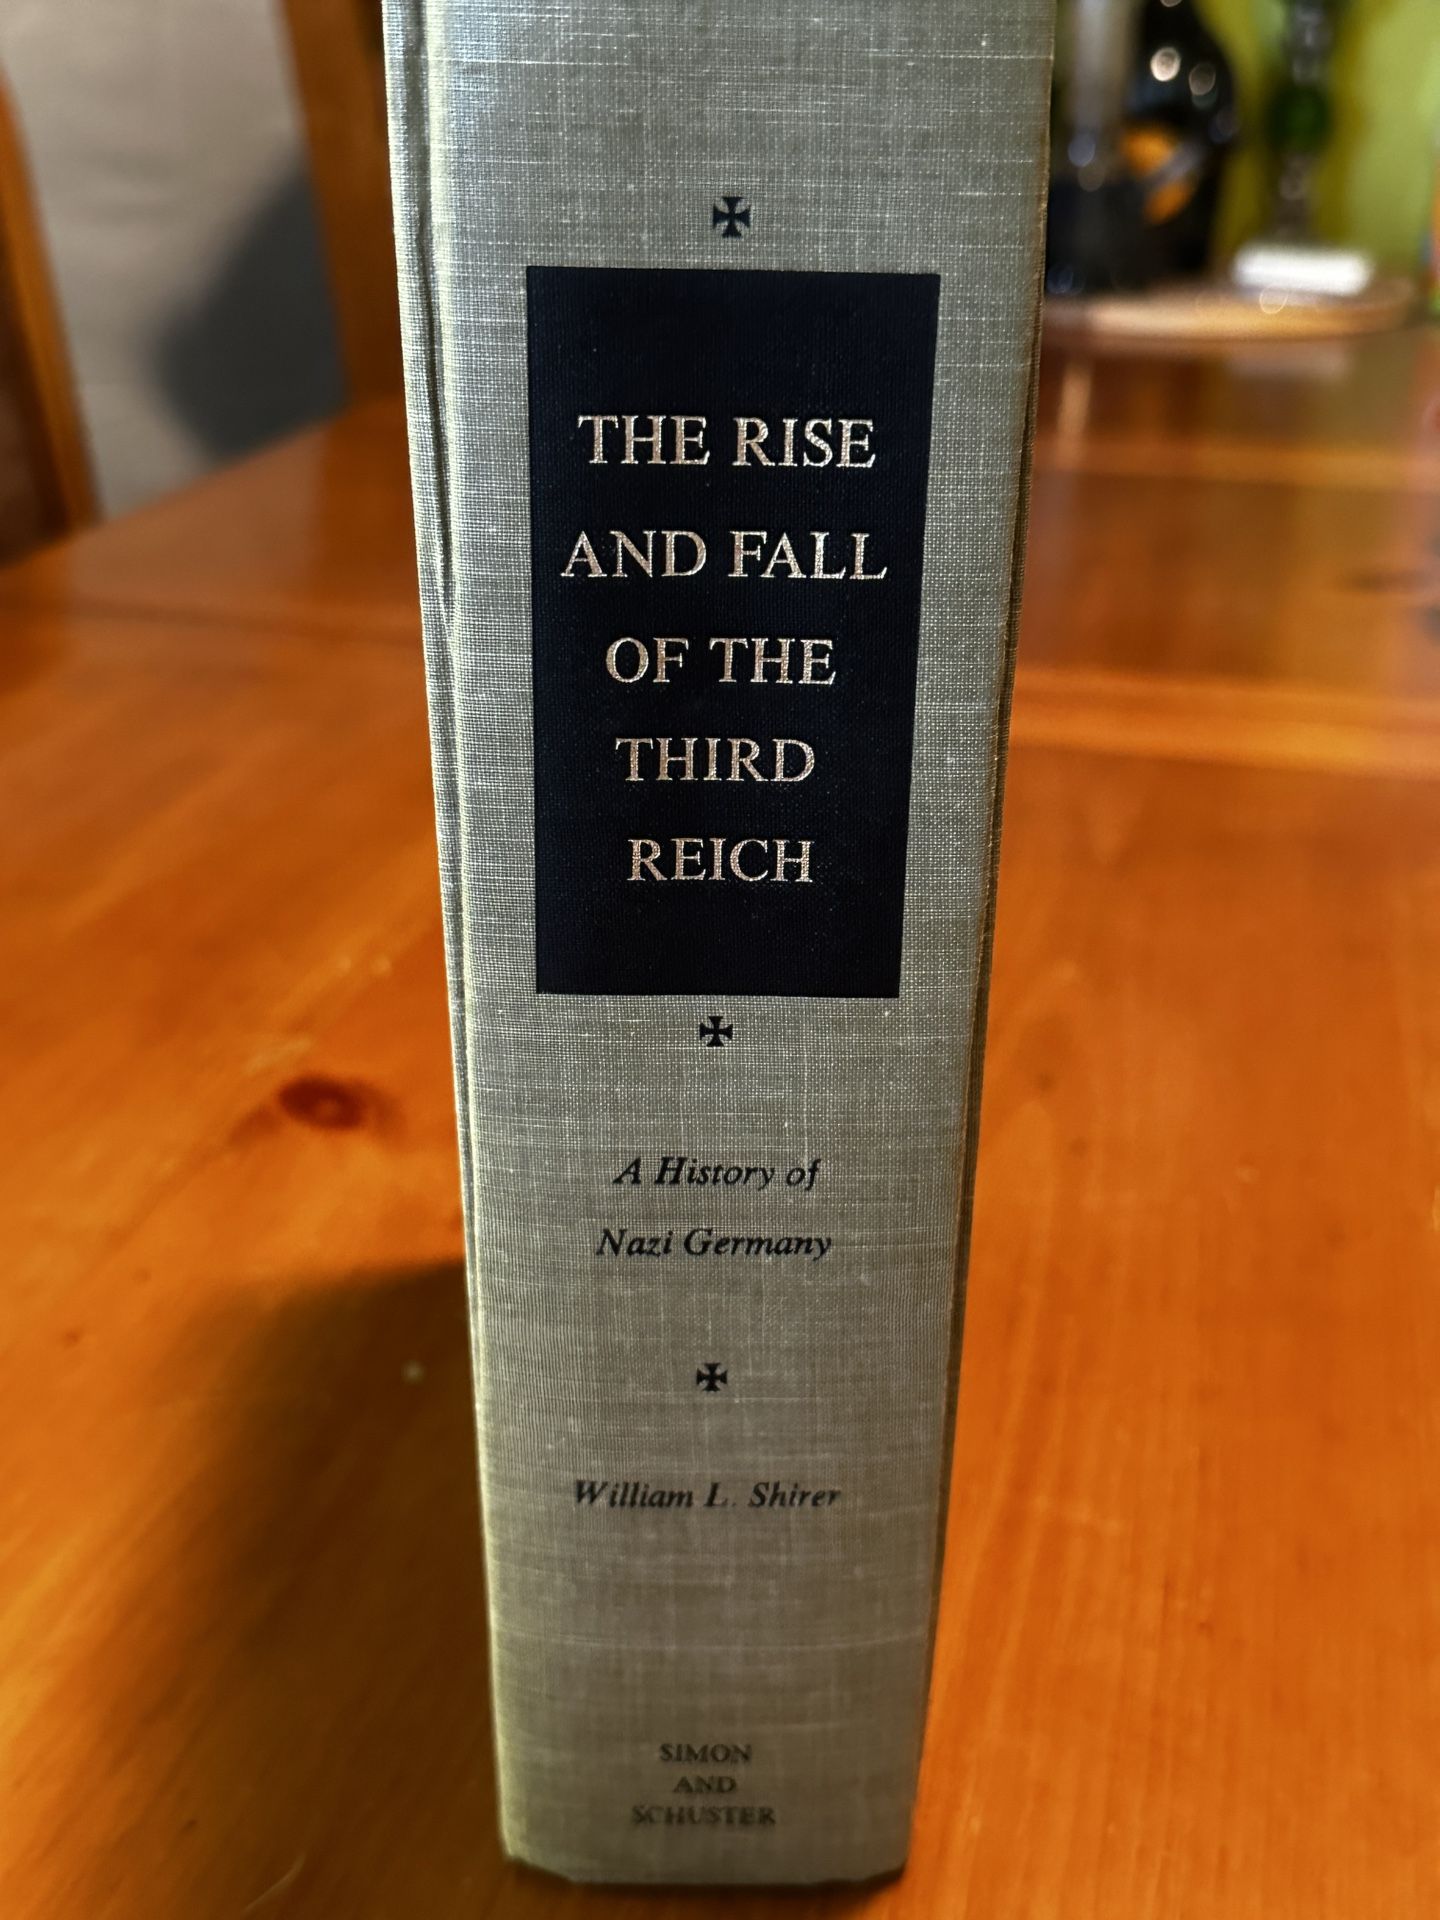 THE RISE
AND FALL
OF THE
THIRD
REICH
A History of
Nazi Germany
William L. Shirer
SIMON
AND
SCHUSTER